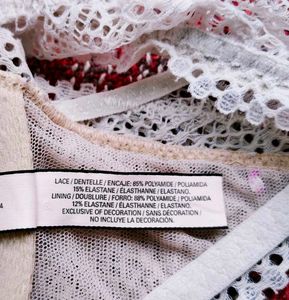 LACE / DENTELLE / ENCAJE: 85% POLYAMIDE / POLIAMIDA
15% ELASTANE / ÉLASTHANNE / ELASTANO.
LINING / DOUBLURE / FORRO: 88% POLYAMIDE / POLIAMIDA
12% ELASTANE / ÉLASTHANNE / ELASTANO.
EXCLUSIVE OF DECORATION / SANS DÉCORATION /
NO INCLUYE LA DECORACIÓN.